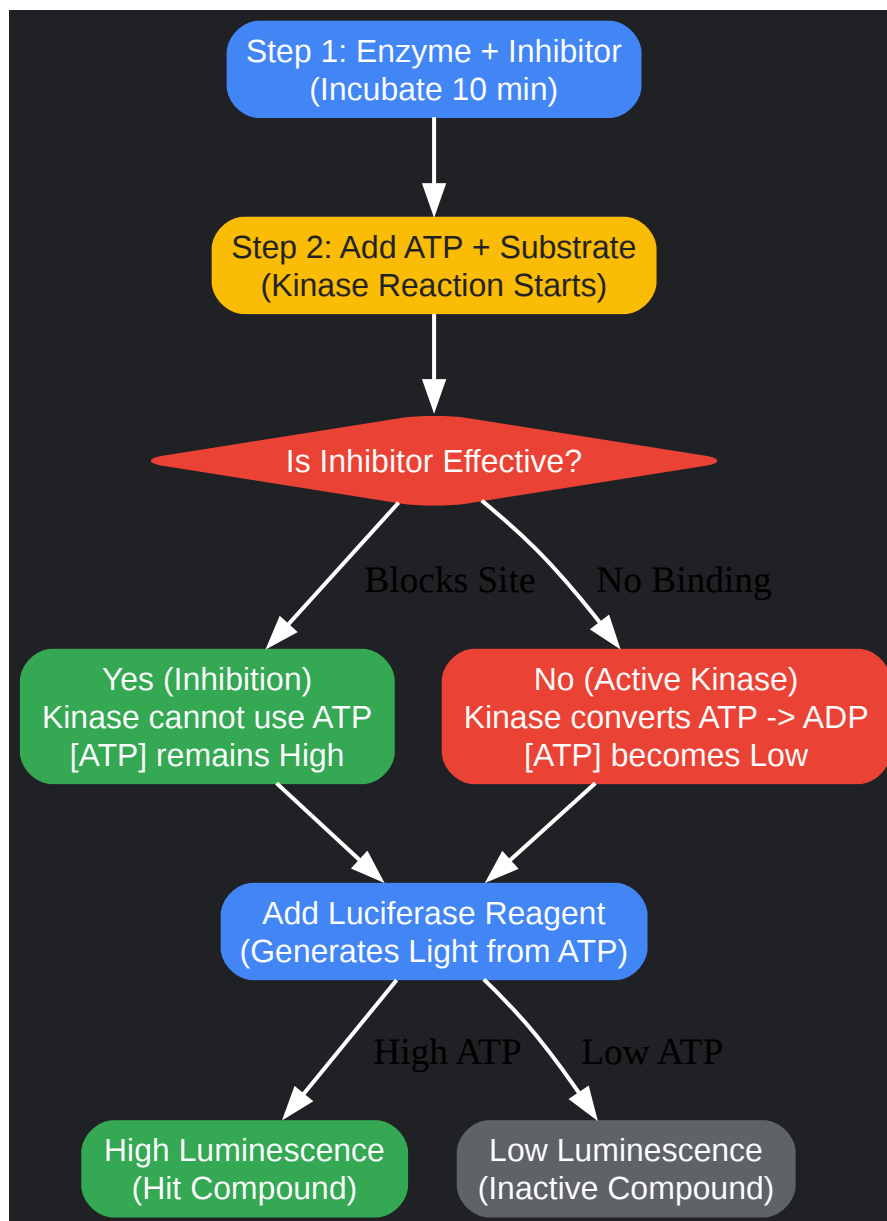 Step 1: Enzyme + Inhibitor
(Incubate 10 min)
Step 2: Add ATP + Substrate
(Kinase Reaction Starts)
Is Inhibitor Effective?
Blocks Site
No Binding
Yes (Inhibition)
Kinase cannot use ATP
[ATP] remains High
No (Active Kinase)
Kinase converts ATP -> ADP
[ATP] becomes Low
Add Luciferase Reagent
(Generates Light from ATP)
High ATP
Low ATP
High Luminescence
(Hit Compound)
Low Luminescence
(Inactive Compound)